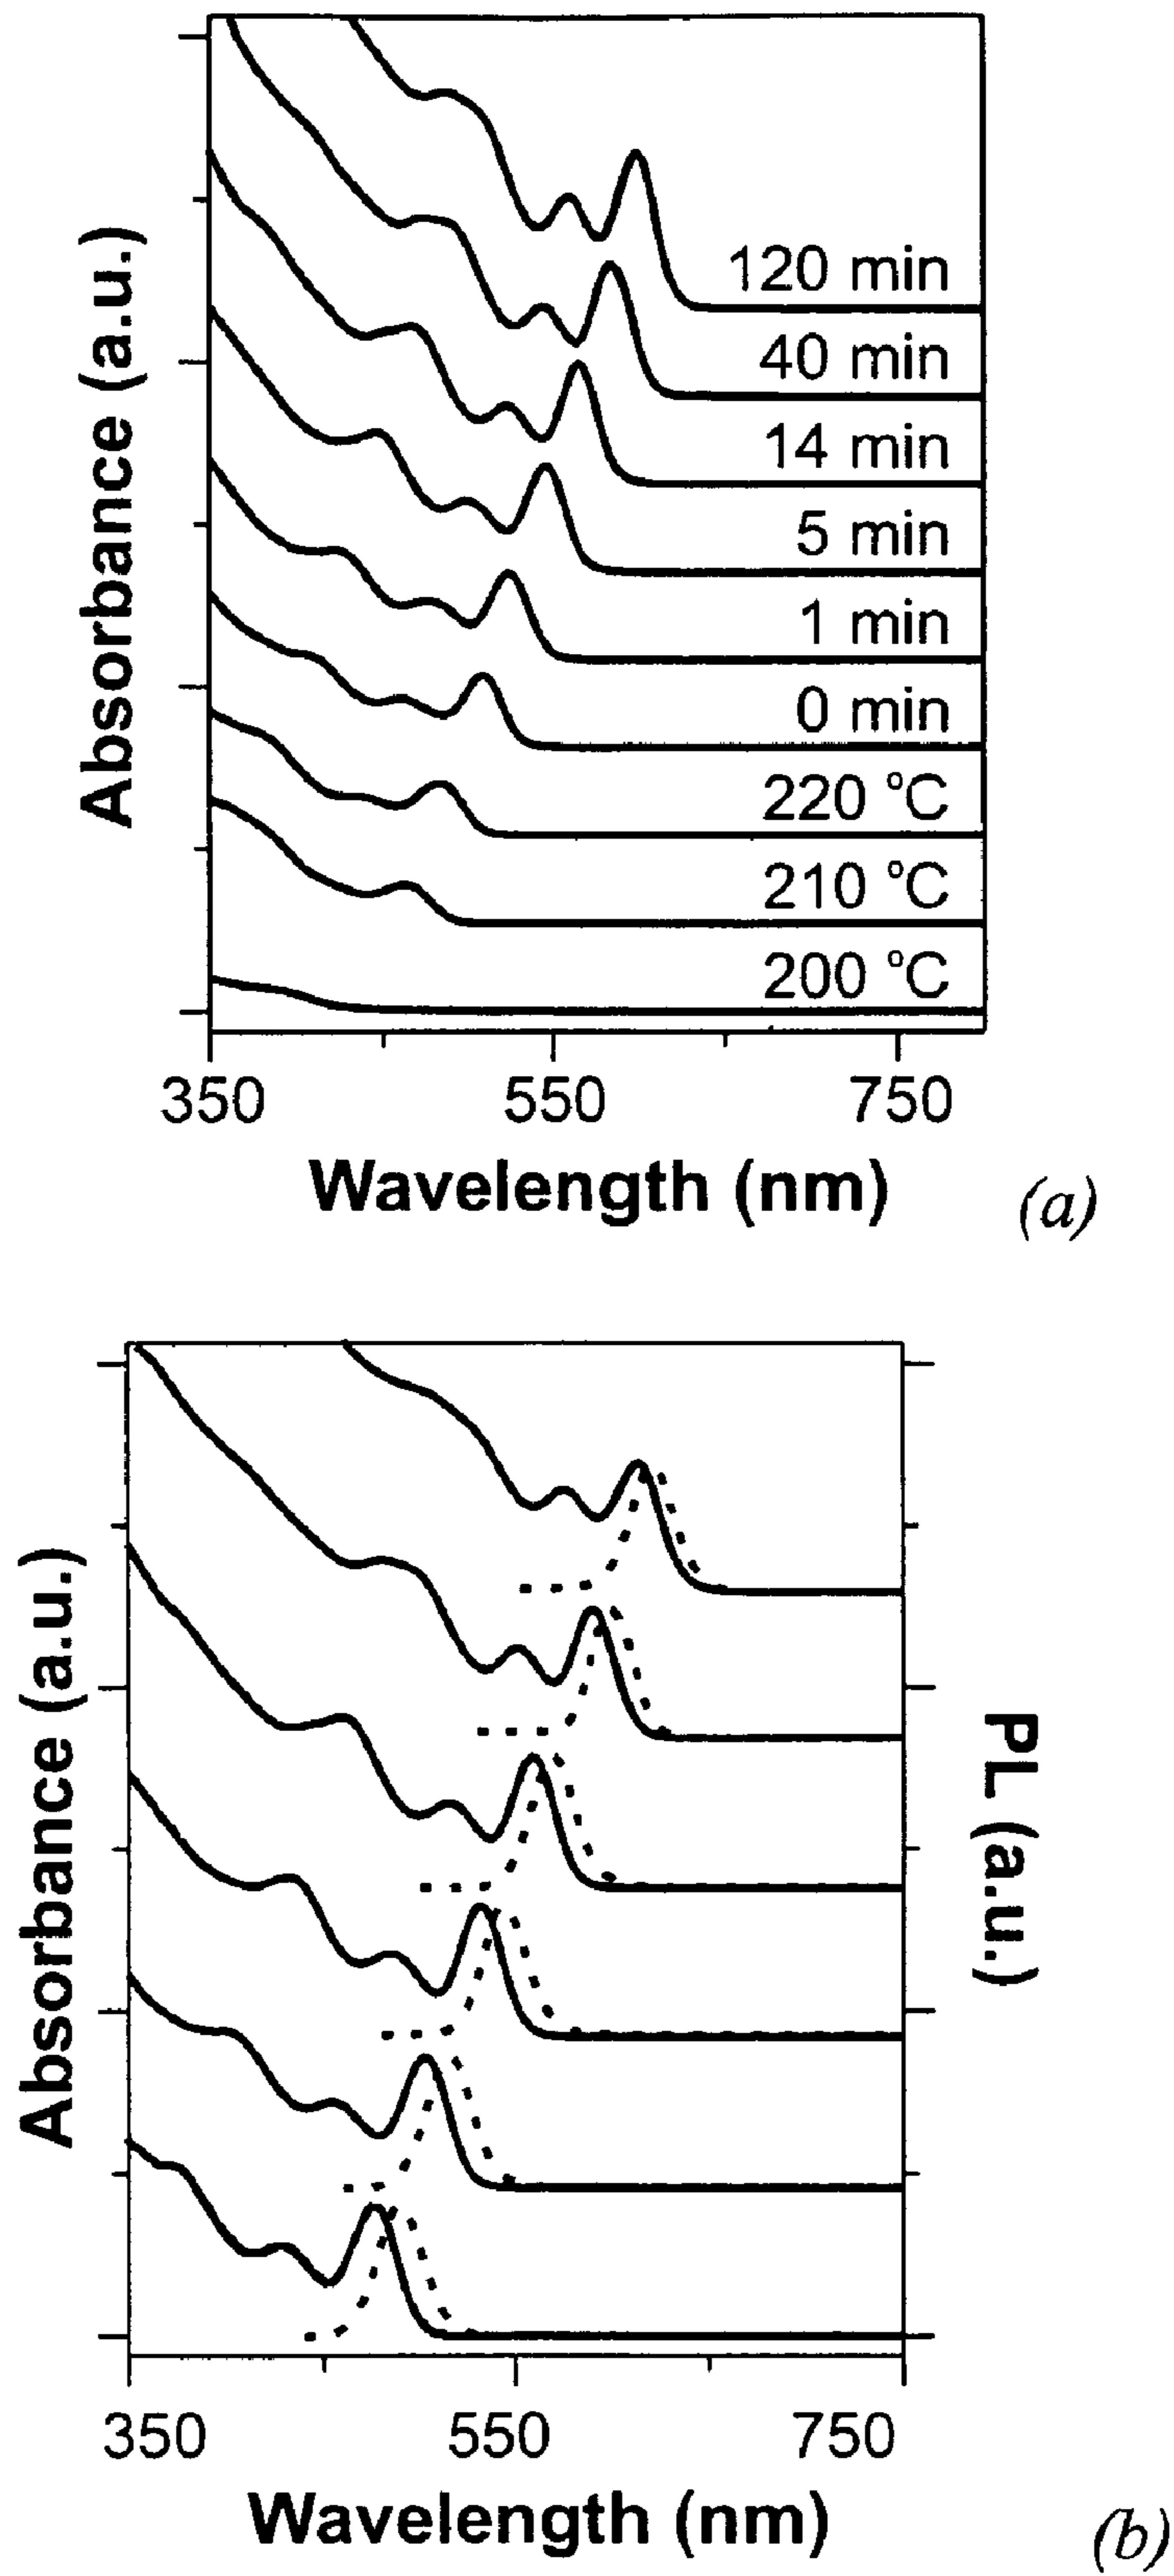 Absorbance (a.u.)
120 min
40 min
14 min
5 min
1 min
0 min
220 °C
210 °C
200 °C
350 550 750
Wavelength (nm)
(a)
Absorbance (a.u.)
PL (a.u.)
350 550 750
Wavelength (nm)
(b)